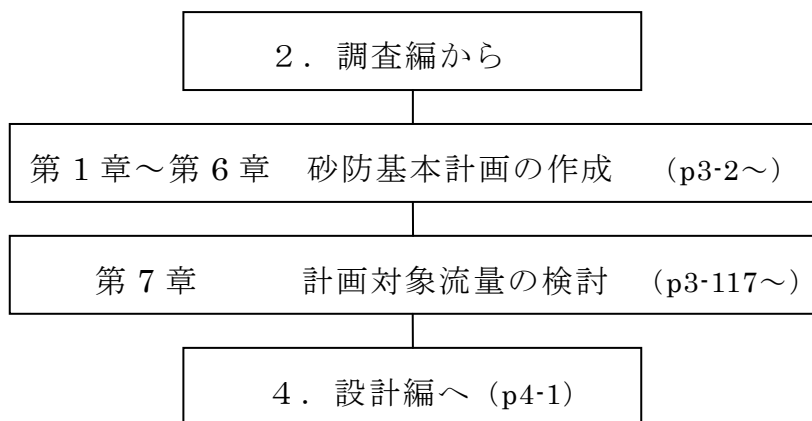 ２．調査編から
第１章～第６章 砂防基本計画の作成 (p3-2～)
第７章 計画対象流量の検討 (p3-117～)
４．設計編へ (p4-1)